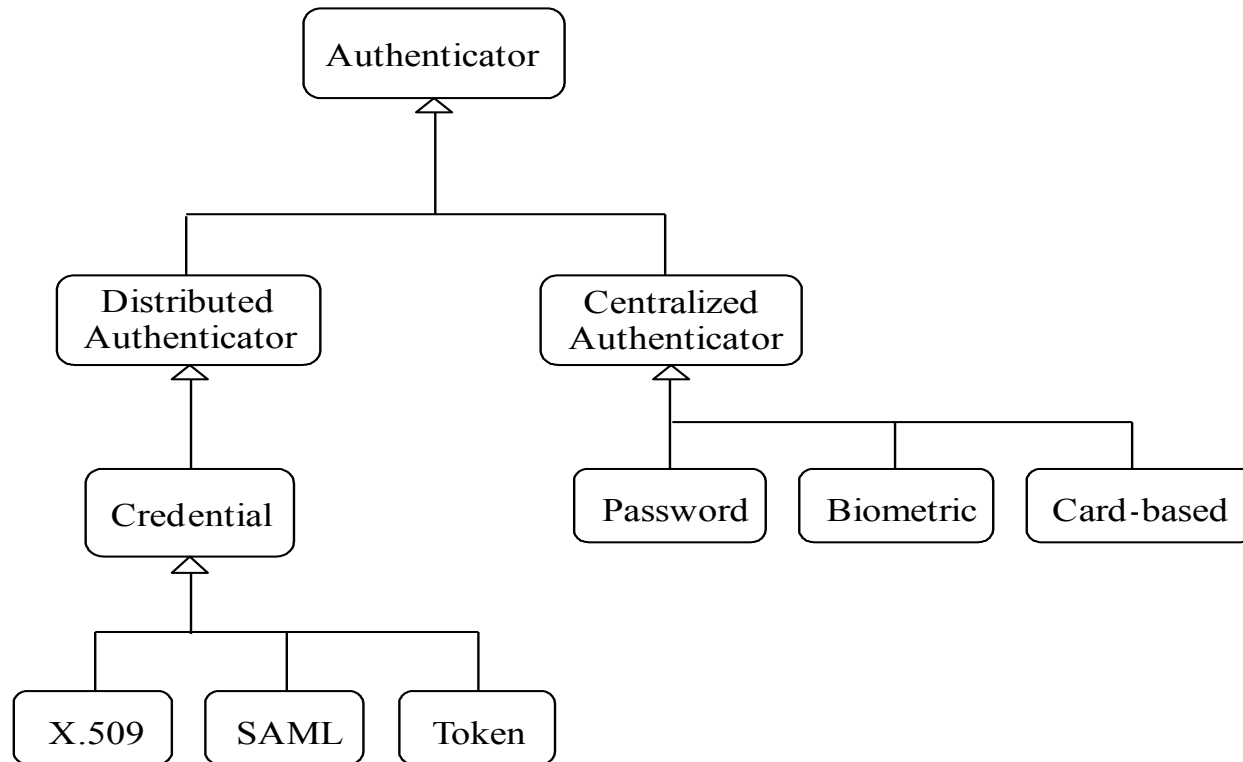 Authenticator
Distributed
Authenticator
Centralized
Authenticator
Credential
Password
Biometric
Card-based
X.509
SAML
Token